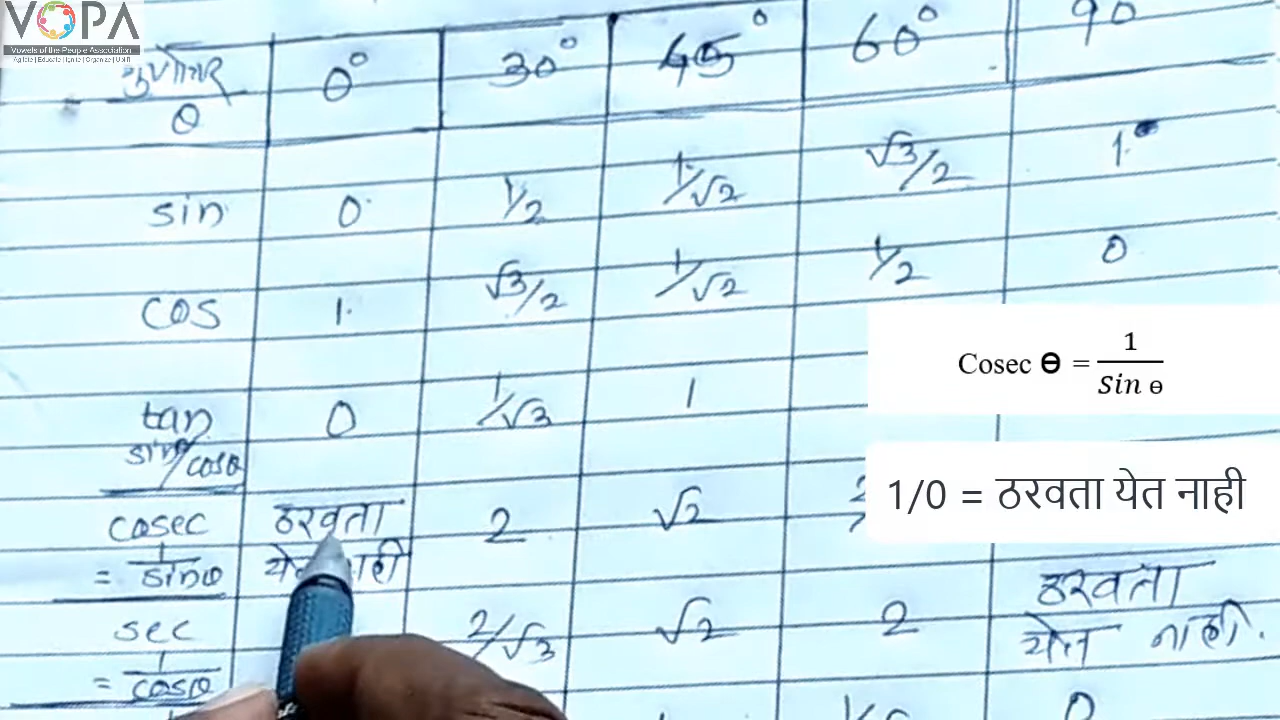 VOPA
Vowels of the People Association
गुणोत्तर 0° 30° 45° 60° 90
θ
sin 0 1/2 1/√2 √3/2 1
cos 1 √3/2 1/√2 1/2 0
tan 0 1/√3 1
sinθ/cosθ
Cosec Ɵ = 1/Sin ɵ
1/0 = ठरवता येत नाही
cosec ठरवता 2 √2 2
= 1/sinθ येत नाही
sec 2/√3 √2 2 ठरवता
= 1/cosθ येत नाही.
0